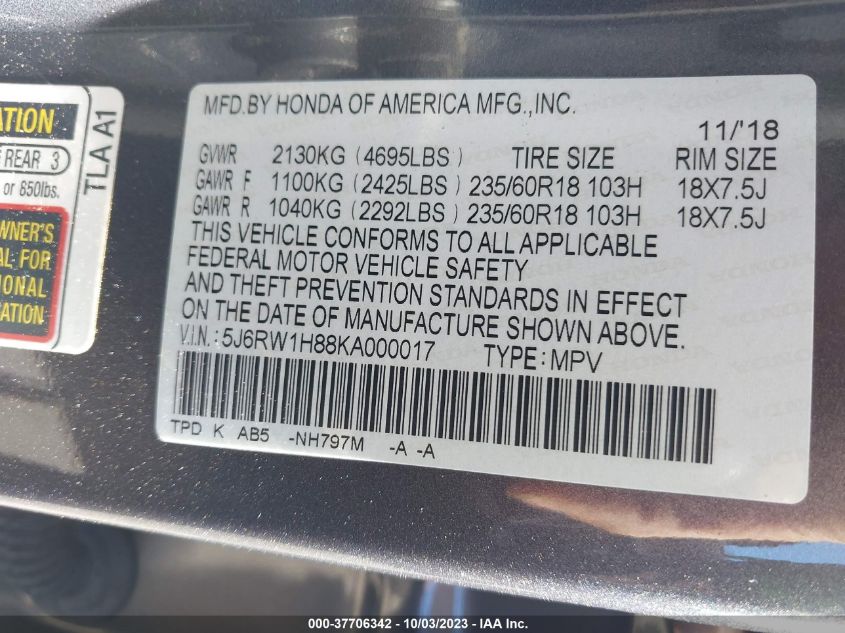 ATION
REAR 3
or 850lbs.
WNER'S
AL FOR
IONAL
CATION
TLA A1
MFD. BY HONDA OF AMERICA MFG., INC.
11/'18
GVWR 2130KG (4695LBS) TIRE SIZE RIM SIZE
GAWR F 1100KG (2425LBS) 235/60R18 103H 18X7.5J
GAWR R 1040KG (2292LBS) 235/60R18 103H 18X7.5J
THIS VEHICLE CONFORMS TO ALL APPLICABLE
FEDERAL MOTOR VEHICLE SAFETY
AND THEFT PREVENTION STANDARDS IN EFFECT
ON THE DATE OF MANUFACTURE SHOWN ABOVE.
V.I.N.: 5J6RW1H88KA000017 TYPE: MPV
TPD K AB5 -NH797M -A -A
000-37706342 - 10/03/2023 - IAA Inc.